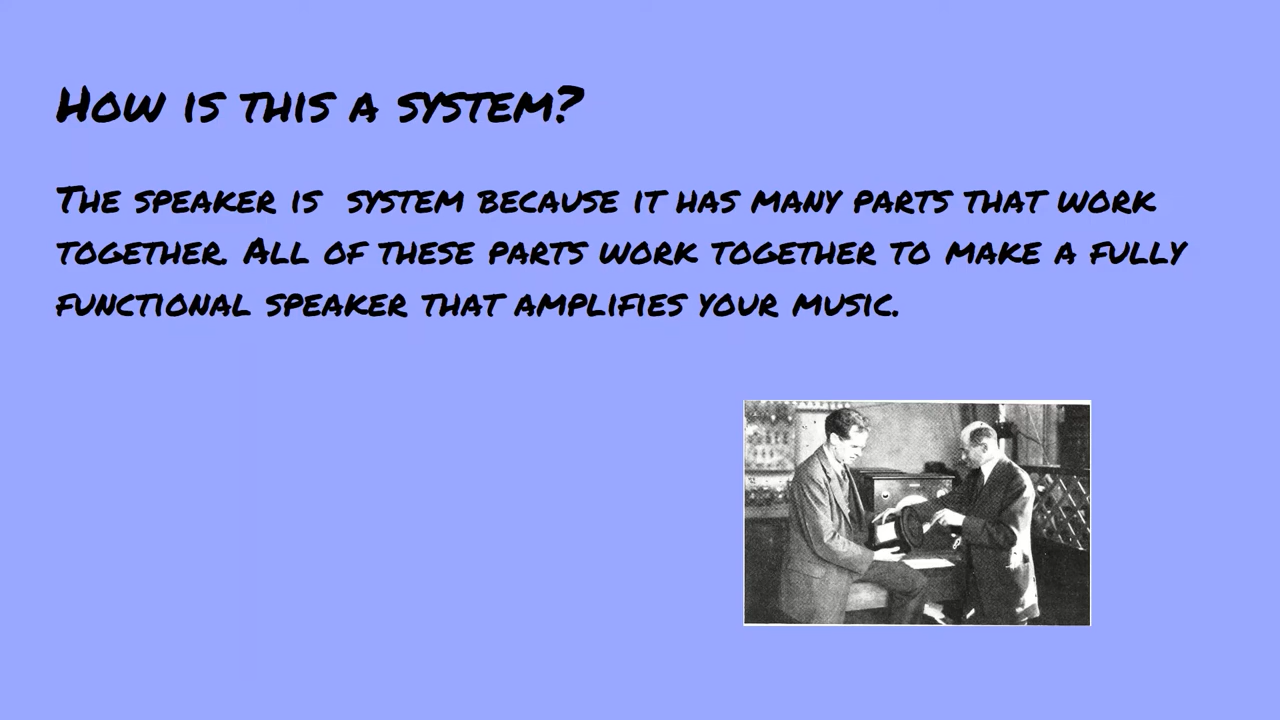 How is this a system?
The speaker is  system because it has many parts that work
together. All of these parts work together to make a fully
functional speaker that amplifies your music.